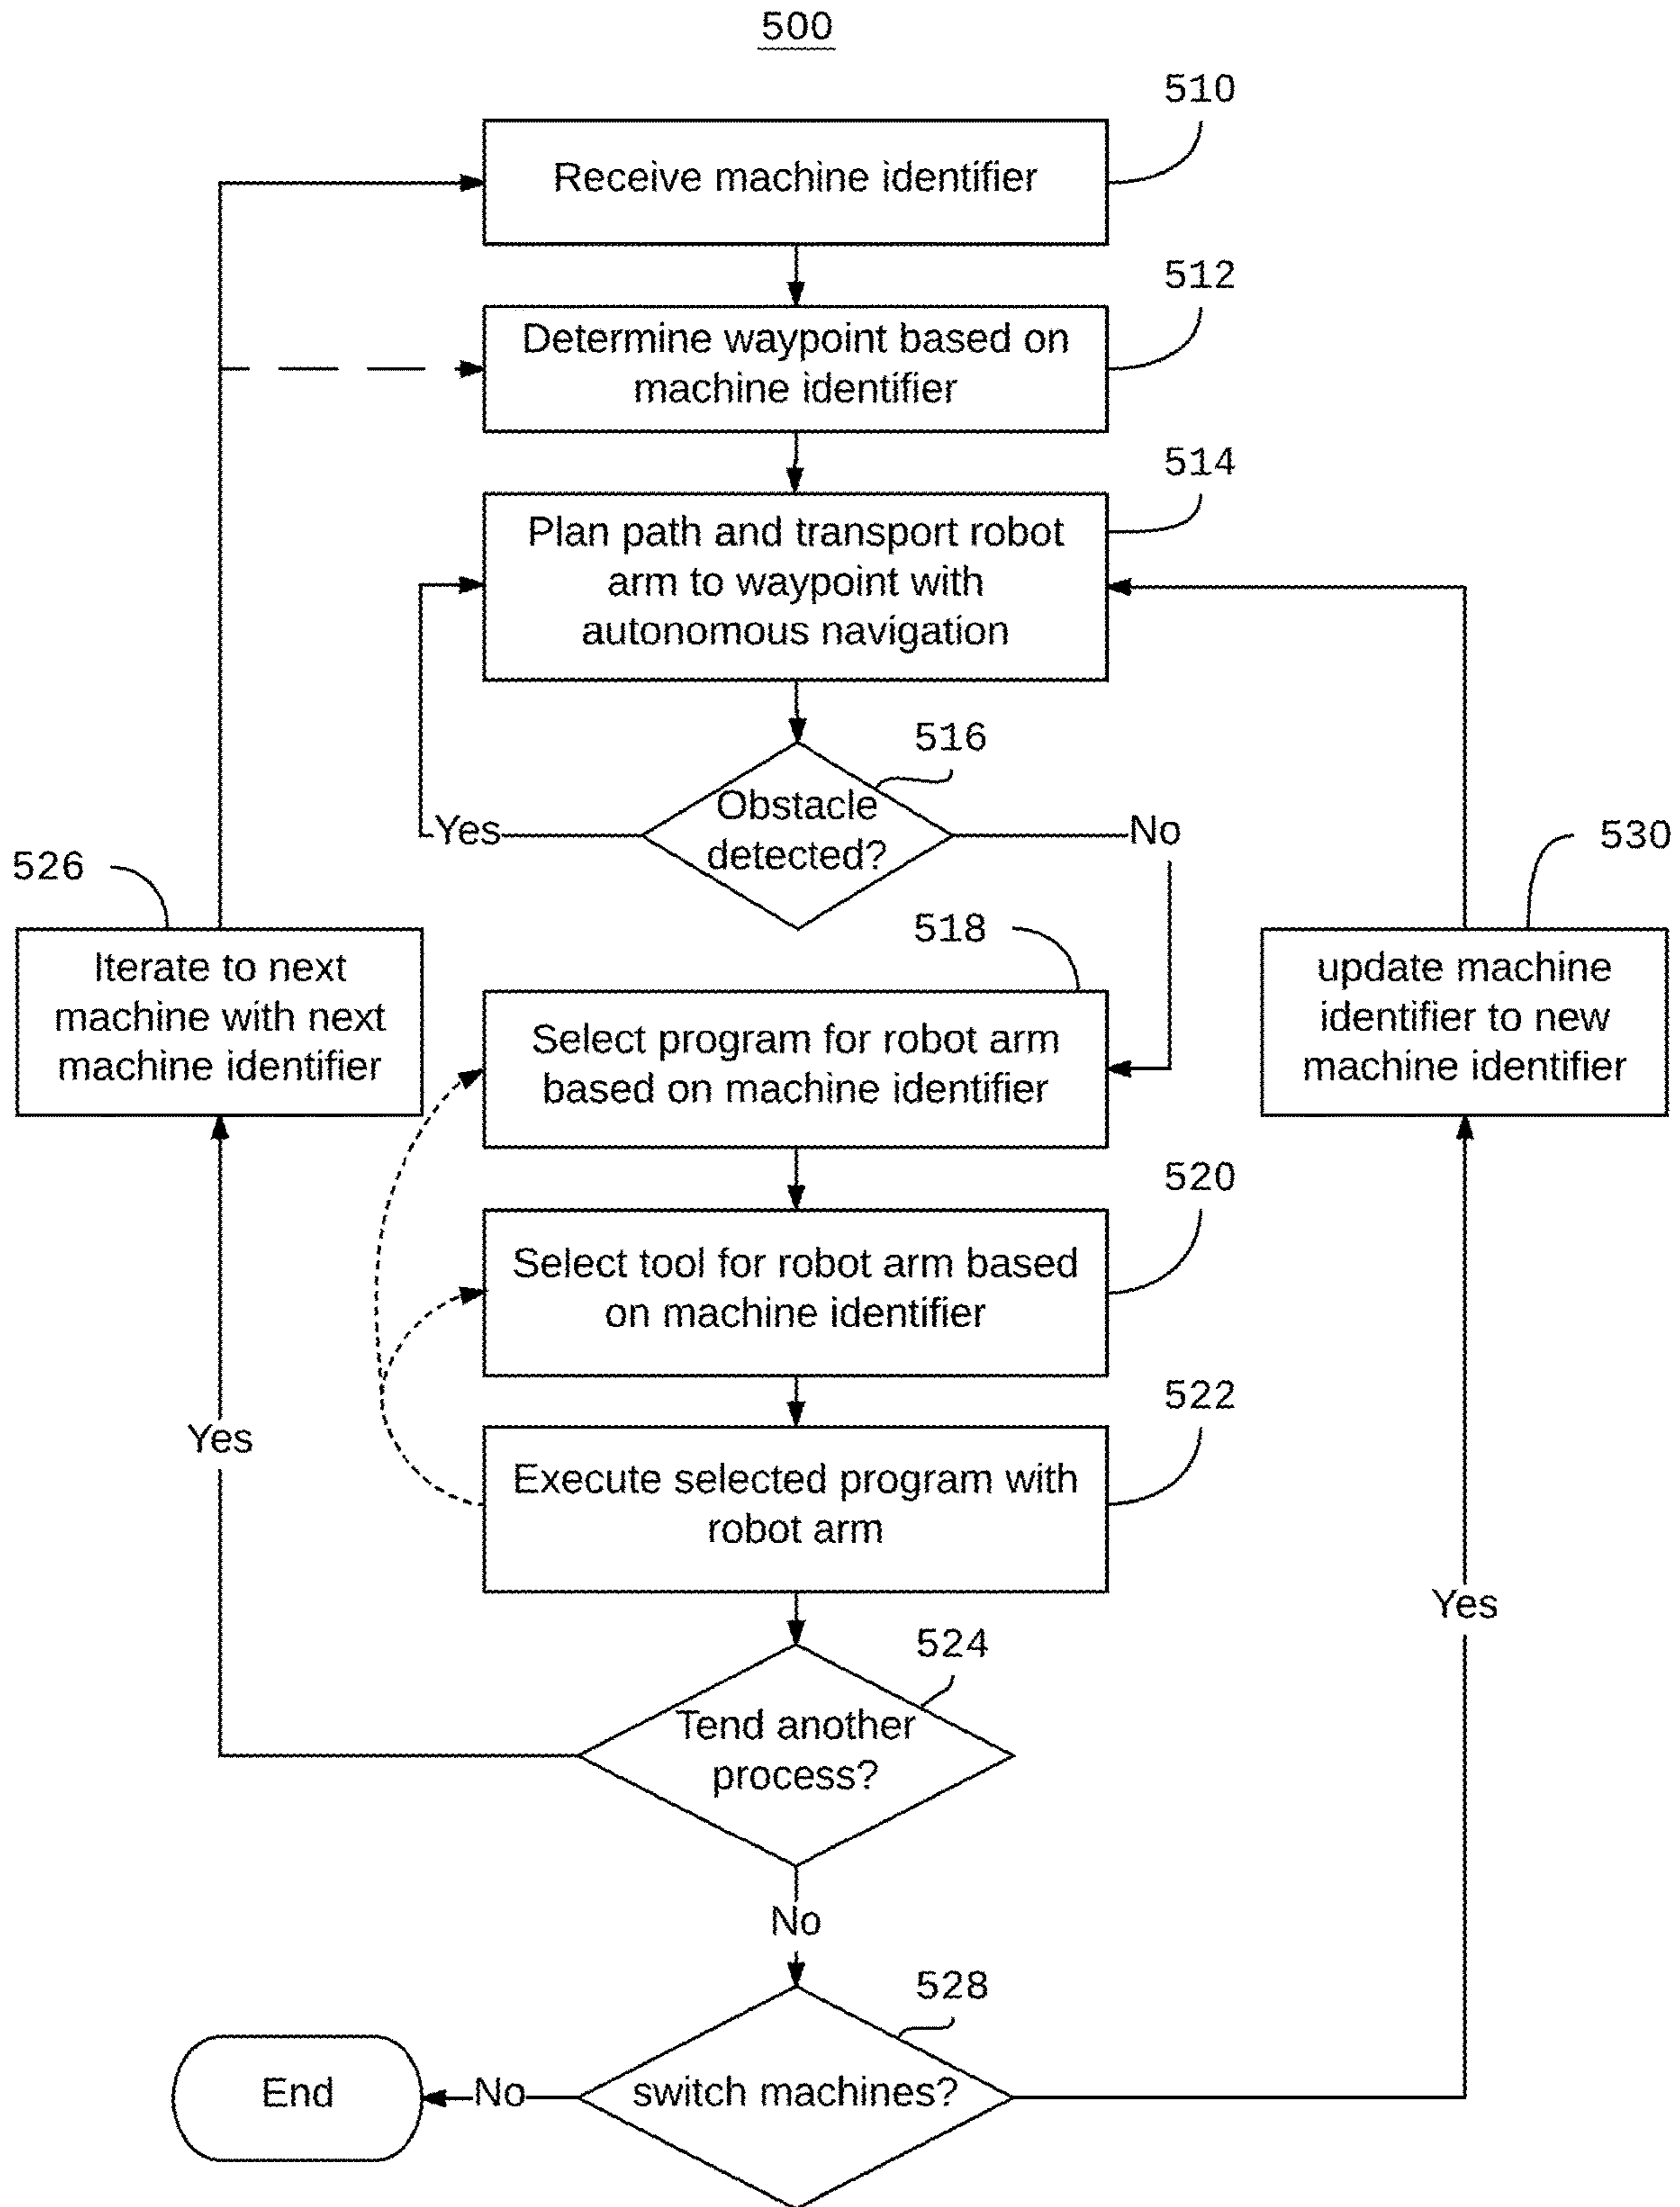 500
510
Receive machine identifier
512
Determine waypoint based on
machine identifier
514
Plan path and transport robot
arm to waypoint with
autonomous navigation
516
Obstacle
detected?
Yes
No
526
530
518
Iterate to next
machine with next
machine identifier
update machine
identifier to new
machine identifier
Select program for robot arm
based on machine identifier
520
Select tool for robot arm based
on machine identifier
522
Yes
Execute selected program with
robot arm
Yes
524
Tend another
process?
No
528
End
No
switch machines?